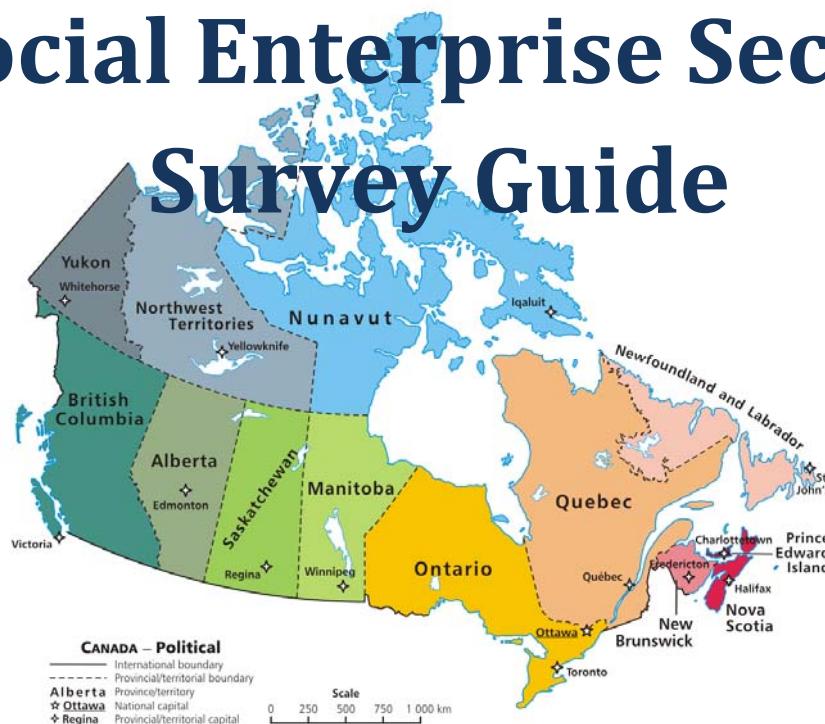 ocial Enterprise Sec
Survey Guide
Yukon
Whitehorse
Northwest
Territories
Yellowknife
Nunavut
Iqaluit
Newfoundland and Labrador
British
Columbia
Alberta
Edmonton
Saskatchewan
Manitoba
Quebec
St
John'
Victoria
Regina
Winnipeg
Ontario
Québec
Charlottetown
Prince
Edward
Island
Fredericton
Halifax
Nova
Scotia
New
Brunswick
Ottawa
Toronto
CANADA – Political
International boundary
Provincial/territorial boundary
Alberta Province/territory
Ottawa National capital
Regina Provincial/territorial capital
Scale
0 250 500 750 1 000 km